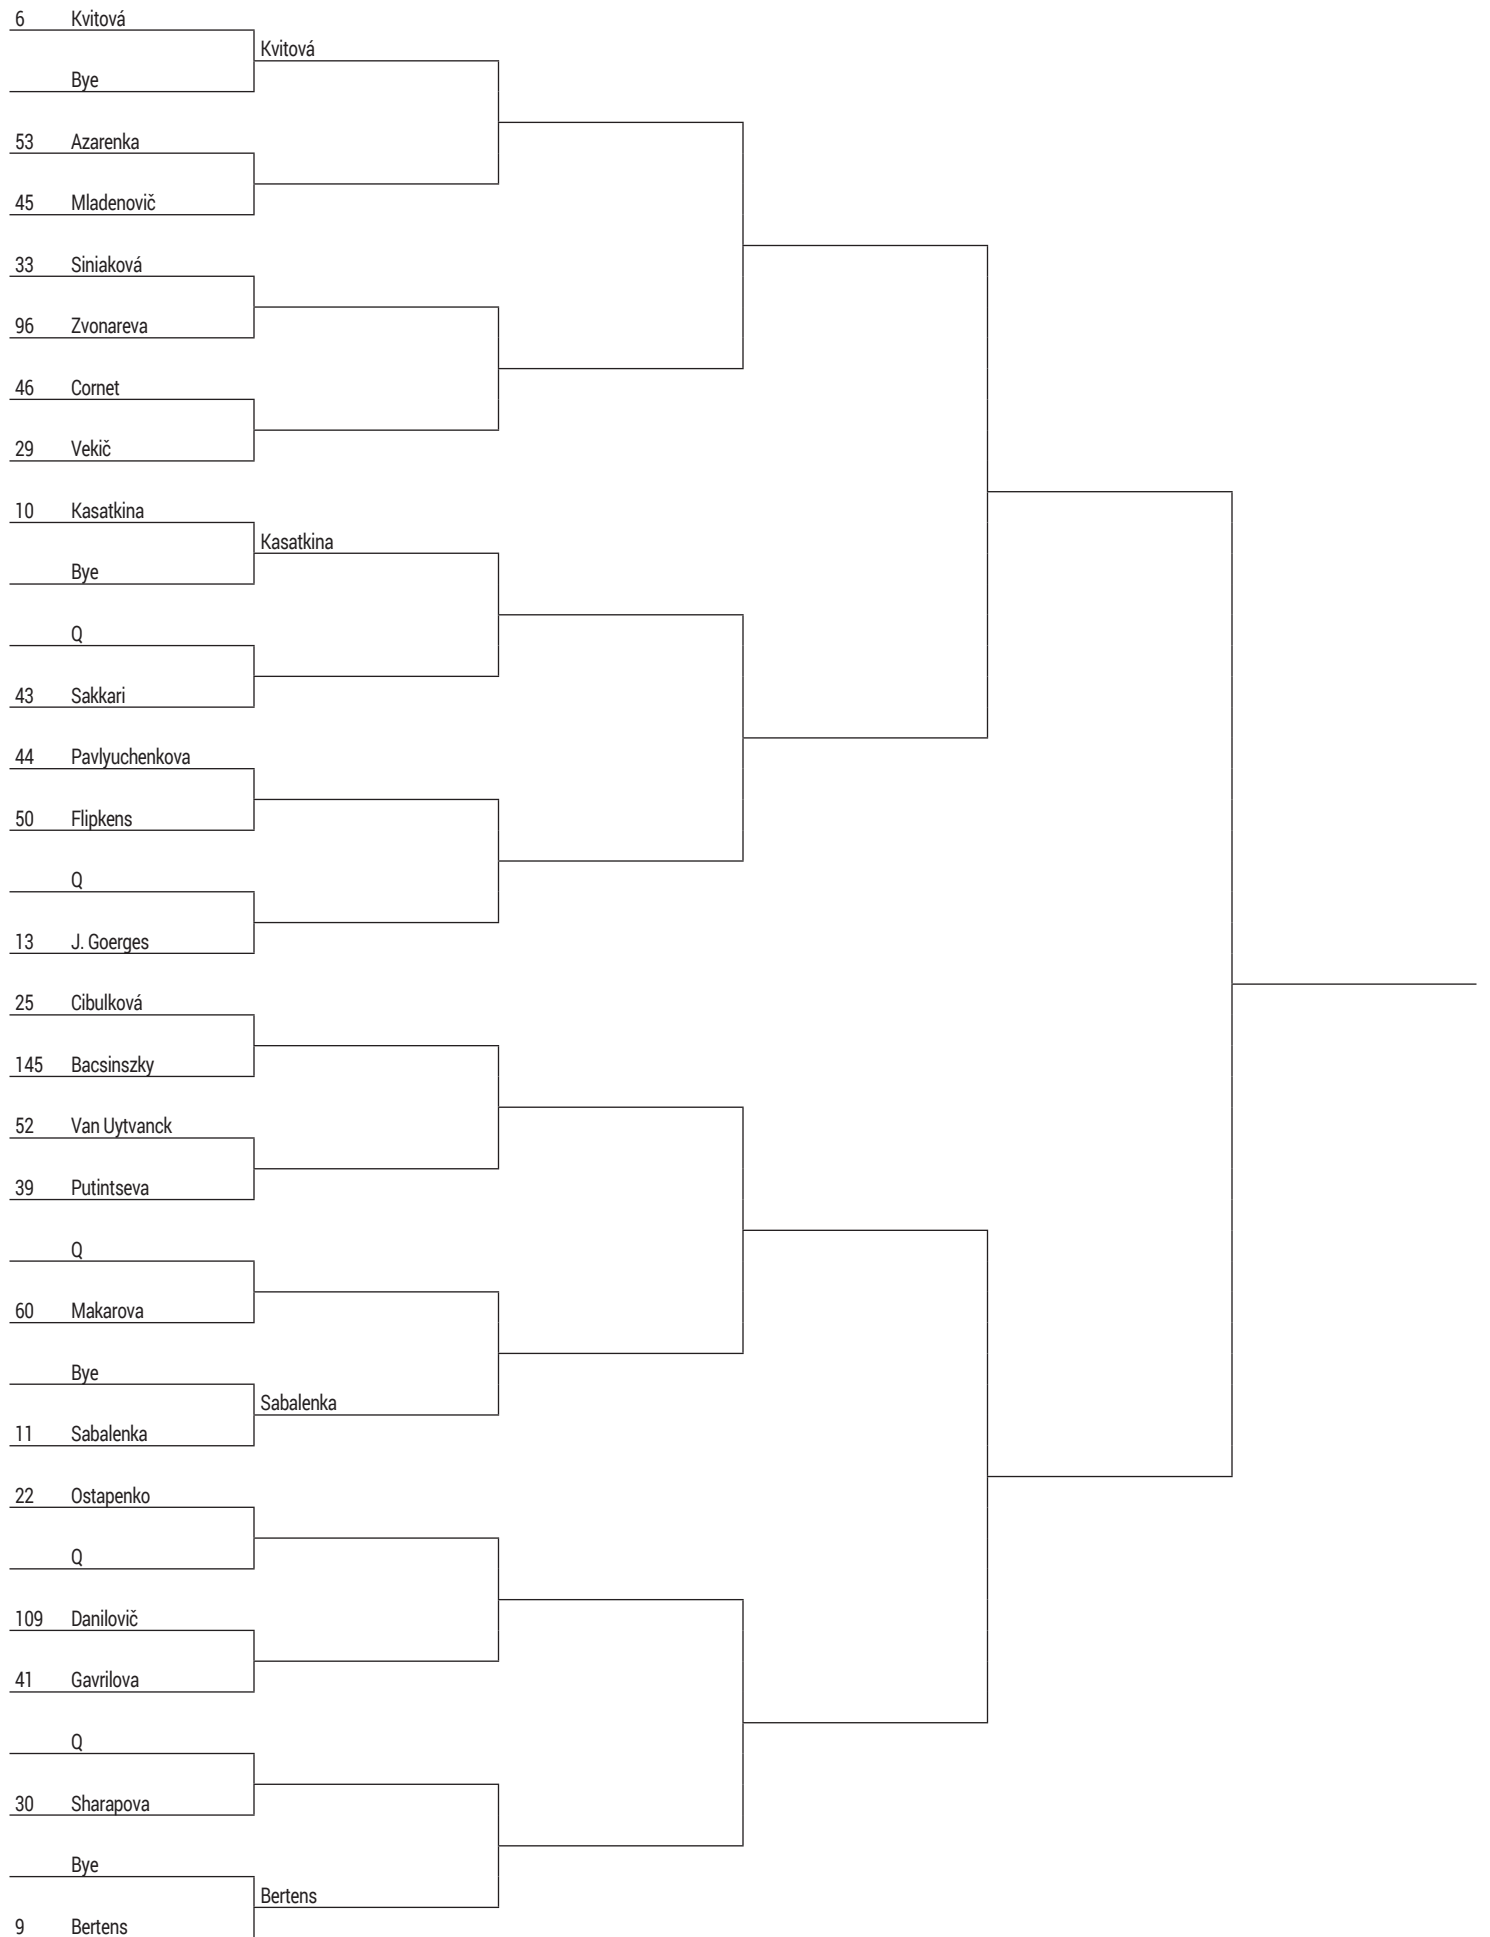 6 Kvitová
Kvitová
Bye
53 Azarenka
45 Mladenovič
33 Siniaková
96 Zvonareva
46 Cornet
29 Vekič
10 Kasatkina
Kasatkina
Bye
Q
43 Sakkari
44 Pavlyuchenkova
50 Flipkens
Q
13 J. Goerges
25 Cibulková
145 Bacsinszky
52 Van Uytvanck
39 Putintseva
Q
60 Makarova
Bye
Sabalenka
11 Sabalenka
22 Ostapenko
Q
109 Danilovič
41 Gavrilova
Q
30 Sharapova
Bye
Bertens
9 Bertens